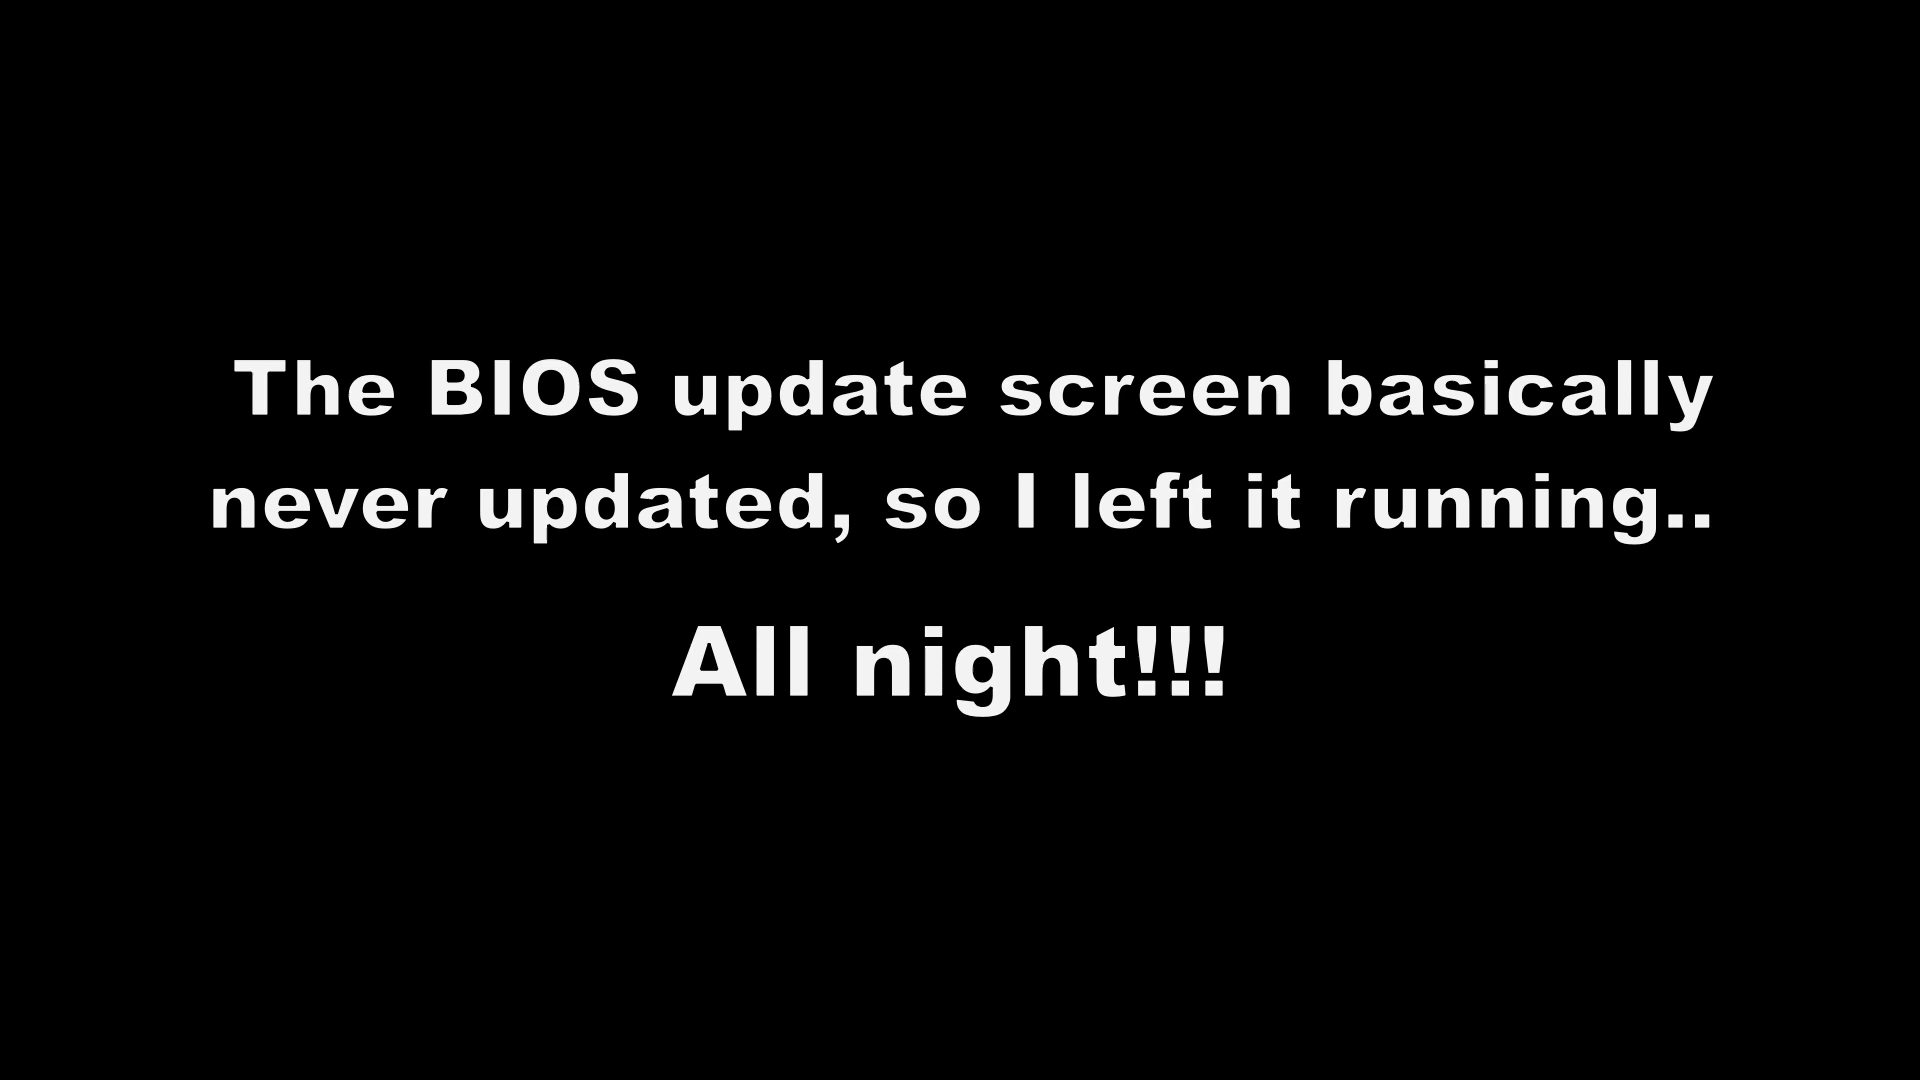 The BIOS update screen basically
never updated, so I left it running..
All night!!!